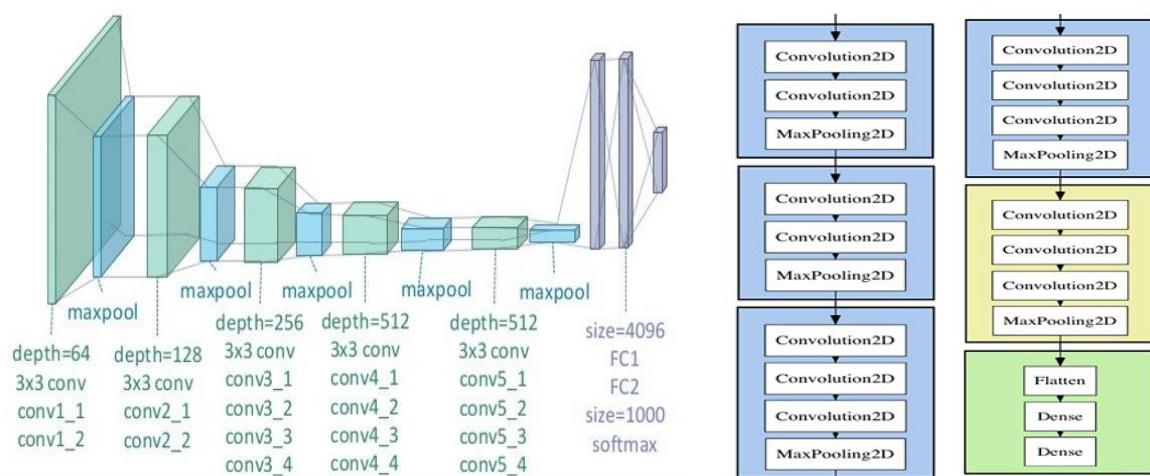 maxpool
maxpool
maxpool
maxpool
maxpool
depth=64
3x3 conv
conv1_1
conv1_2
depth=128
3x3 conv
conv2_1
conv2_2
depth=256
3x3 conv
conv3_1
conv3_2
conv3_3
conv3_4
depth=512
3x3 conv
conv4_1
conv4_2
conv4_3
conv4_4
depth=512
3x3 conv
conv5_1
conv5_2
conv5_3
conv5_4
size=4096
FC1
FC2
size=1000
softmax
Convolution2D
Convolution2D
MaxPooling2D
Convolution2D
Convolution2D
MaxPooling2D
Convolution2D
Convolution2D
Convolution2D
MaxPooling2D
Convolution2D
Convolution2D
Convolution2D
MaxPooling2D
Convolution2D
Convolution2D
Convolution2D
MaxPooling2D
Flatten
Dense
Dense